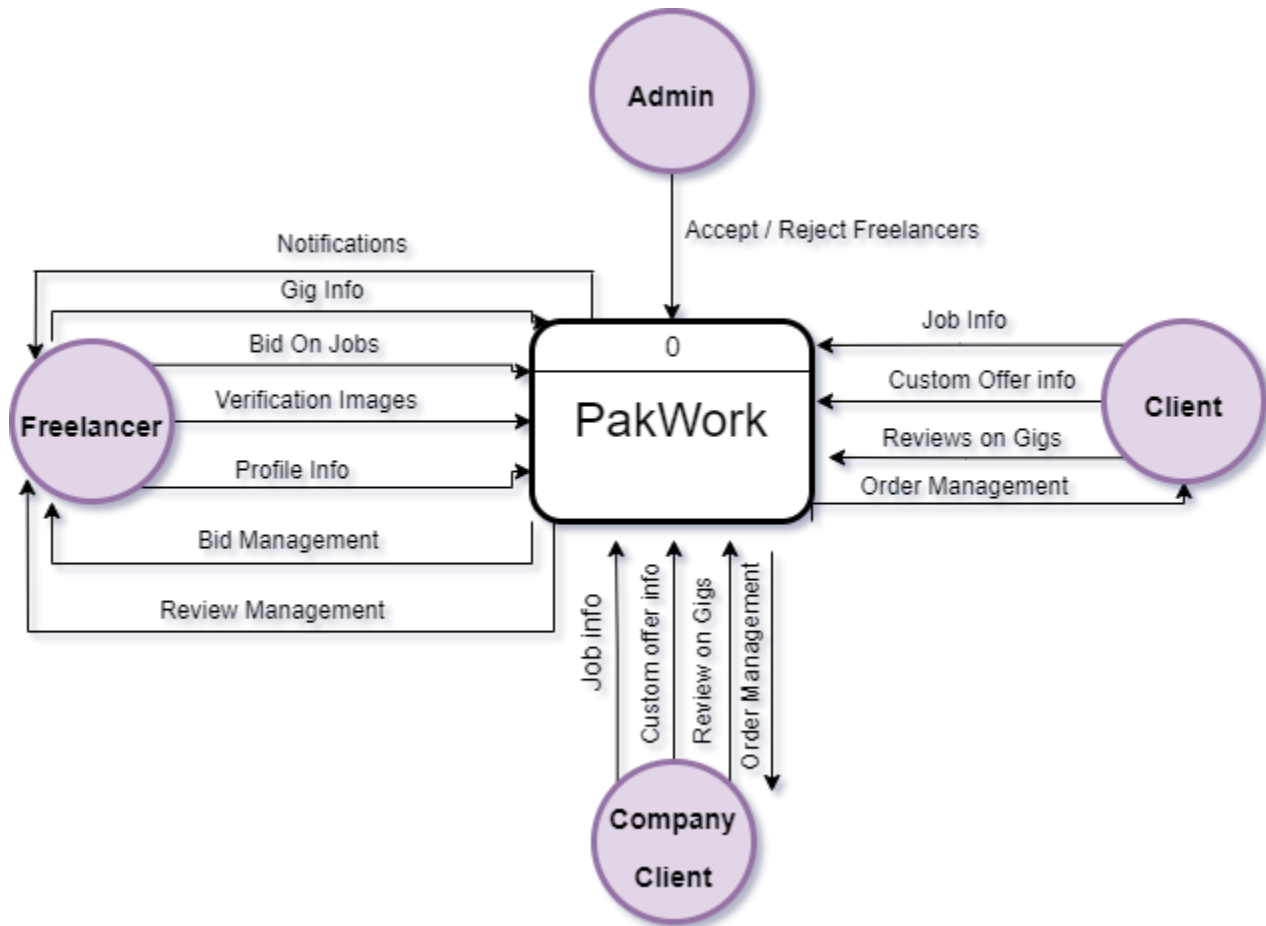 Admin
Accept / Reject Freelancers
Notifications
Gig Info
Bid On Jobs
Verification Images
Profile Info
Bid Management
Review Management
Freelancer
0
PakWork
Job Info
Custom Offer info
Reviews on Gigs
Order Management
Client
Job info
Custom offer info
Review on Gigs
Order Management
Company
Client